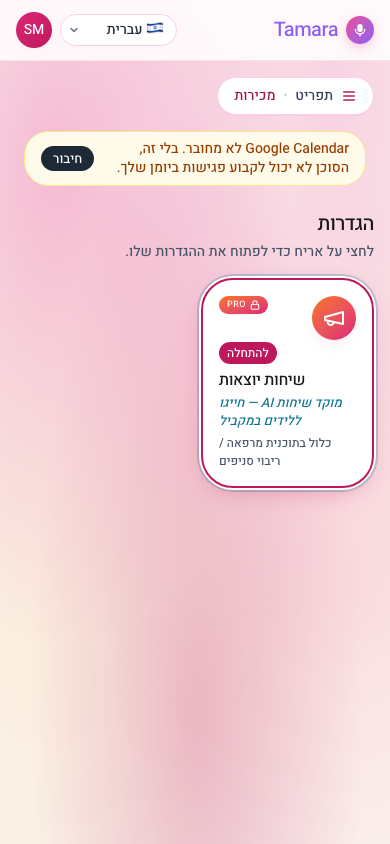 Tamara
🇮🇱 עברית
SM
תפריט · מכירות
Google Calendar לא מחובר. בלי זה,
הסוכן לא יכול לקבוע פגישות ביומן שלך.
חיבור
הגדרות
לחצי על אריח כדי לפתוח את ההגדרות שלו.
PRO
להתחלה
שיחות יוצאות
מוקד שיחות AI — חייגו
ללידים במקביל
כלול בתוכנית מרפאה /
ריבוי סניפים